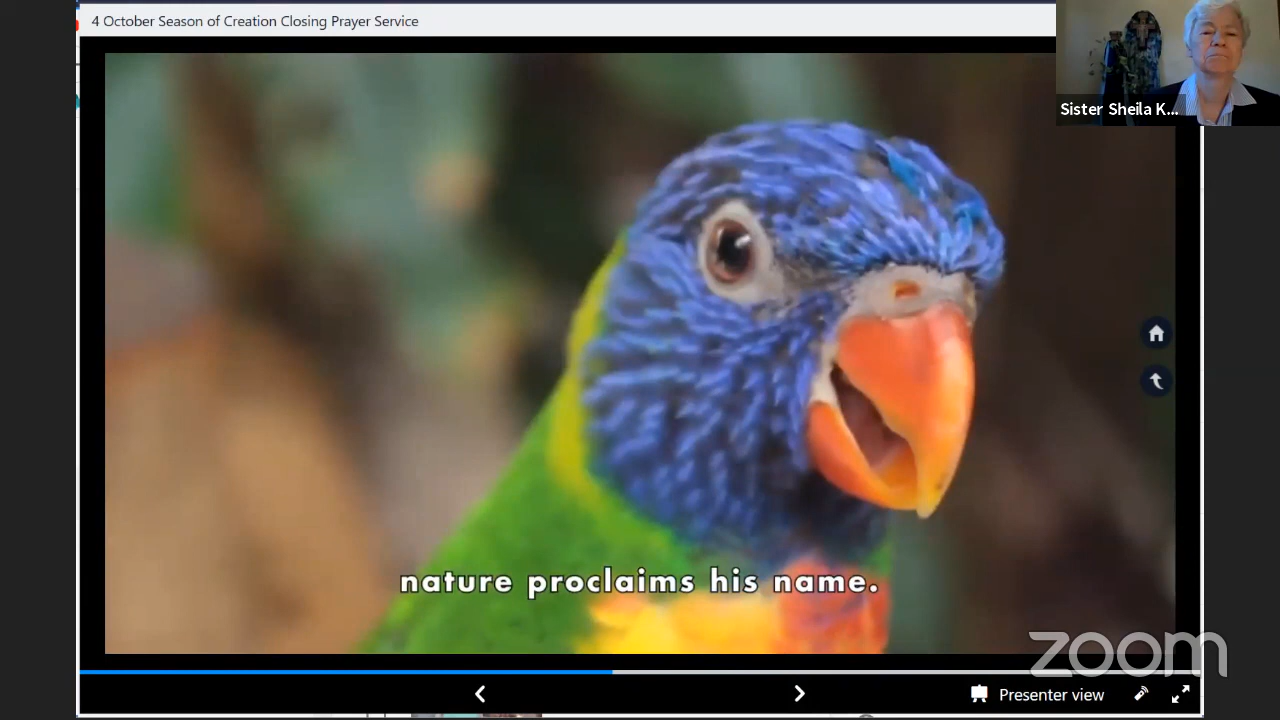 4 October Season of Creation Closing Prayer Service
Sister Sheila K...
nature proclaims his name.
zoom
Presenter view